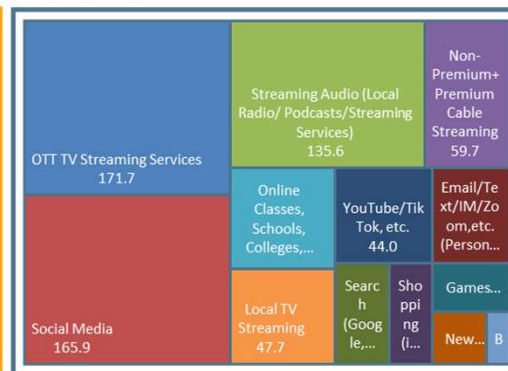 OTT TV Streaming Services
171.7
Social Media
165.9
Streaming Audio (Local
Radio/ Podcasts/Streaming
Services)
135.6
Non-
Premium+
Premium
Cable
Streaming
59.7
Online
Classes,
Schools,
Colleges,...
Local TV
Streaming
47.7
YouTube/Tik
Tok, etc.
44.0
Email/Te
xt/IM/Zo
om,etc.
(Person...
Searc
h
(Goog
le,...
Sho
ppi
ng
(i...
Games...
New...
B